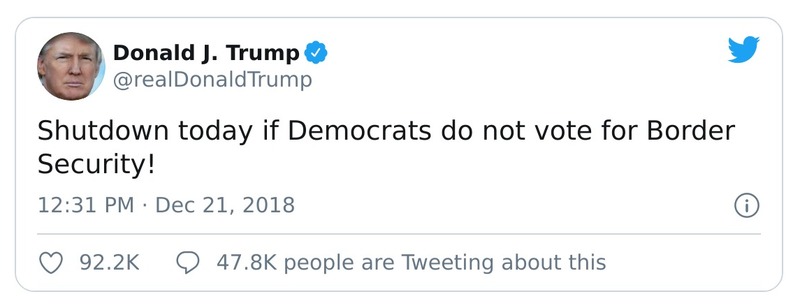 Donald J. Trump
@realDonaldTrump
Shutdown today if Democrats do not vote for Border
Security!
12:31 PM · Dec 21, 2018
92.2K 47.8K people are Tweeting about this